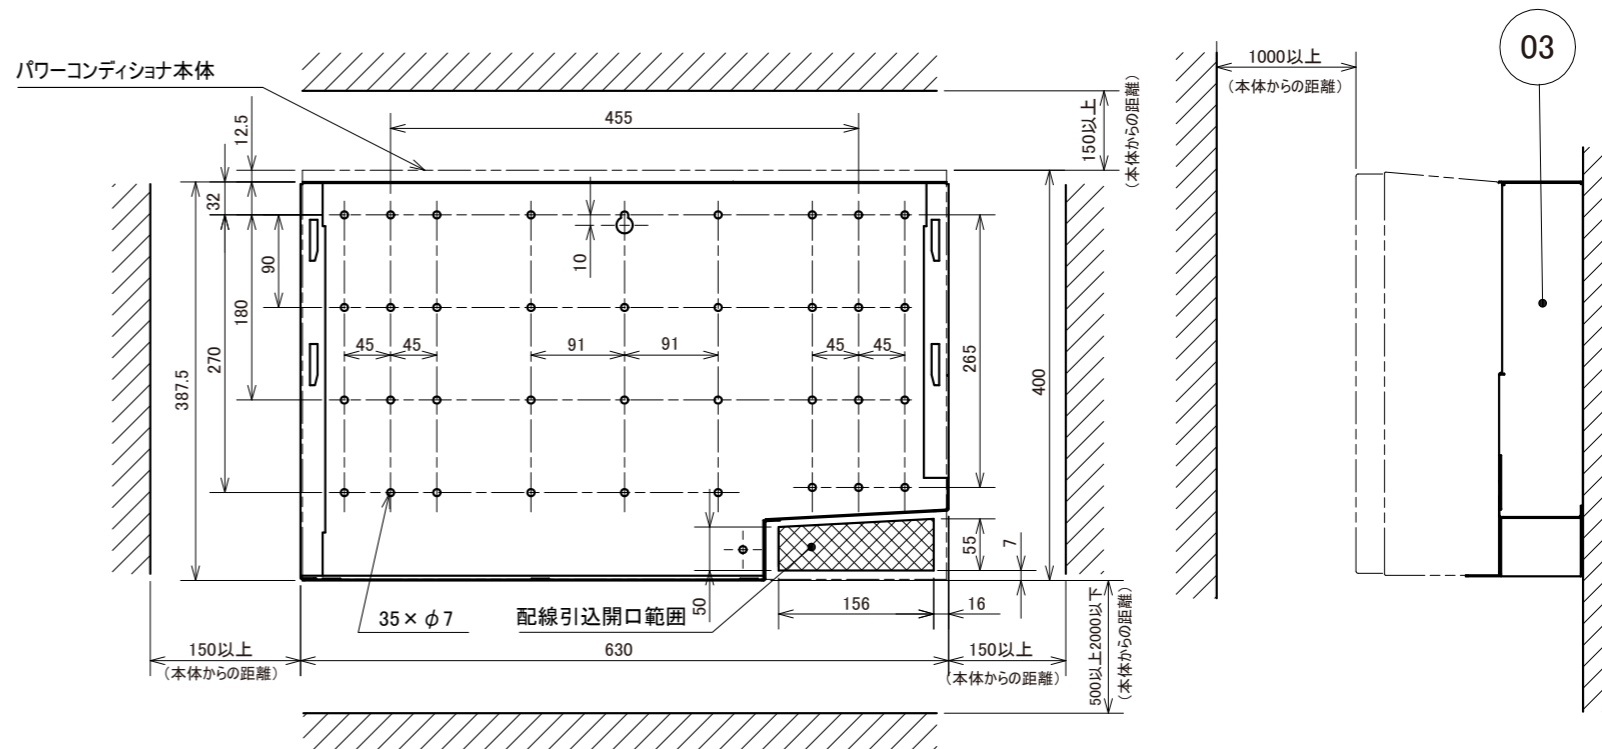 パワーコンディショナ本体
03
1000以上
(本体からの距離)
150以上
(本体からの距離)
455
12.5
32
10
90
180
270
387.5
45
45
91
91
45
45
265
400
55
7
50
156
16
35×φ7
配線引込開口範囲
150以上
(本体からの距離)
630
150以上
(本体からの距離)
500以上2000以下
(本体からの距離)